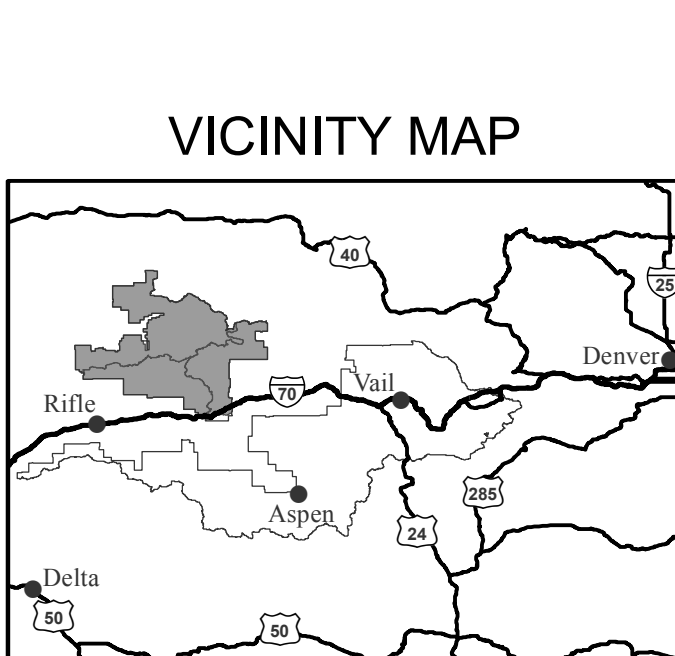 VICINITY MAP
40
25
Denver
Vail
70
Rifle
285
Aspen
24
Delta
50
50